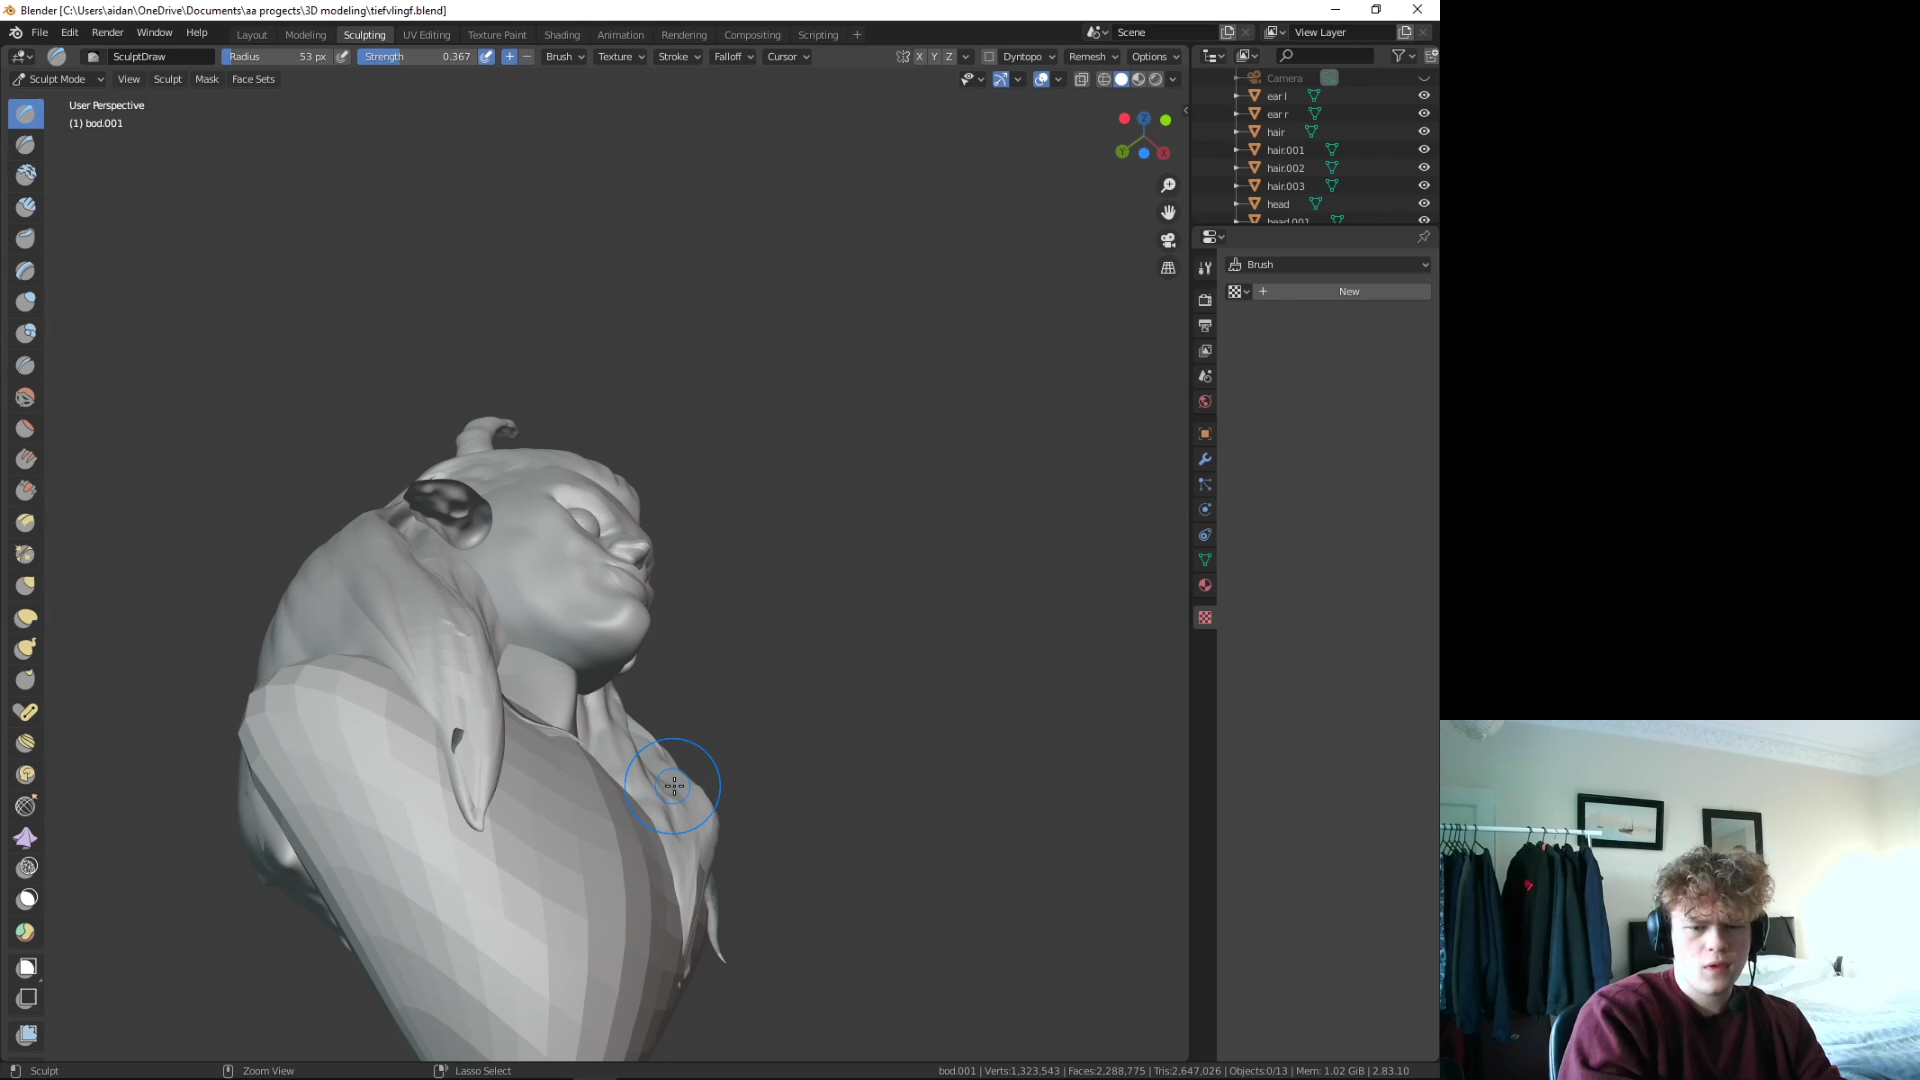 Blender [C:\Users\aidan\OneDrive\Documents\aa progects\3D modeling\tiefvlingf.blend]
File Edit Render Window Help
Layout Modeling Sculpting UV Editing Texture Paint Shading Animation Rendering Compositing Scripting +
Scene
View Layer
SculptDraw
Radius 53 px
Strength 0.367
Brush Texture Stroke Falloff Cursor
X Y Z
Dyntopo Remesh Options
Sculpt Mode View Sculpt Mask Face Sets
User Perspective
(1) bod.001
Z
Y
X
Camera
ear l
ear r
hair
hair.001
hair.002
hair.003
head
head.001
Brush
New
Sculpt
Zoom View
Lasso Select
bod.001 | Verts:1,323,543 | Faces:2,288,775 | Tris:2,647,026 | Objects:0/13 | Mem: 1.02 GiB | 2.83.10